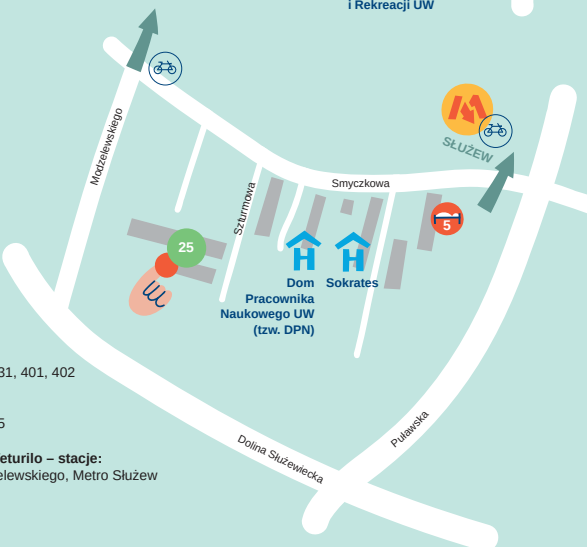 i Rekreacji UW
Modzelewskiego
SŁUŻEW
Smyczkowa
Szturmowa
5
25
Dom
Pracownika
Naukowego UW
(tzw. DPN)
Sokrates
31, 401, 402
5
eturilo – stacje:
elewskiego, Metro Służew
Puławska
Dolina Służewiecka